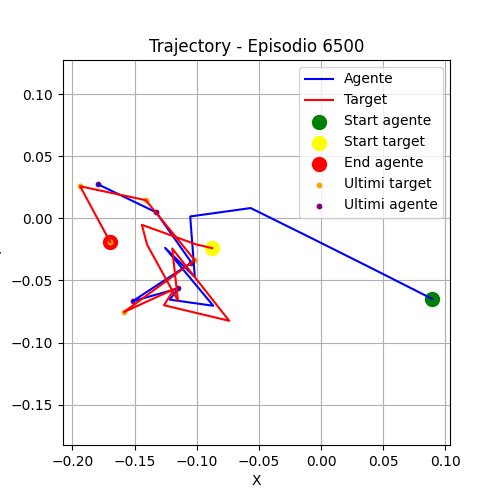 Trajectory - Episodio 6500
Agente
Target
Start agente
Start target
End agente
Ultimi target
Ultimi agente
0.10
0.05
0.00
−0.05
−0.10
−0.15
−0.20
−0.15
−0.10
−0.05
0.00
0.05
0.10
X